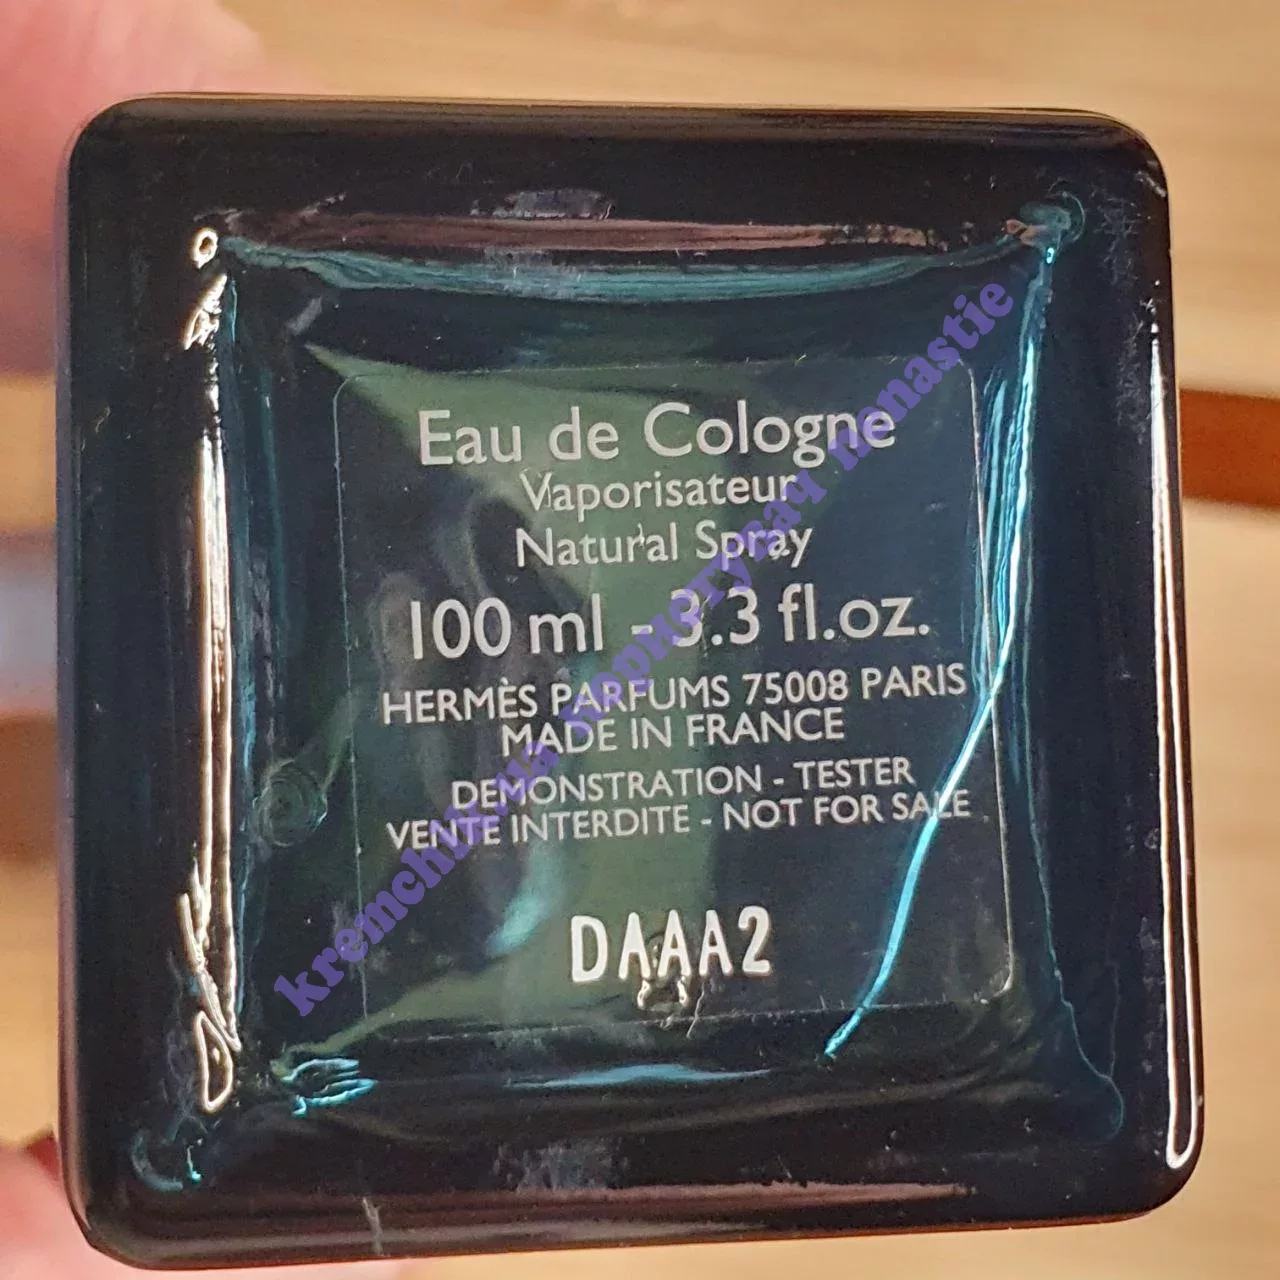 Eau de Cologne
Vaporisateur
Natural Spray
100 ml - 3.3 fl.oz.
HERMÈS PARFUMS 75008 PARIS
MADE IN FRANCE
DEMONSTRATION - TESTER
VENTE INTERDITE - NOT FOR SALE
DAAA2